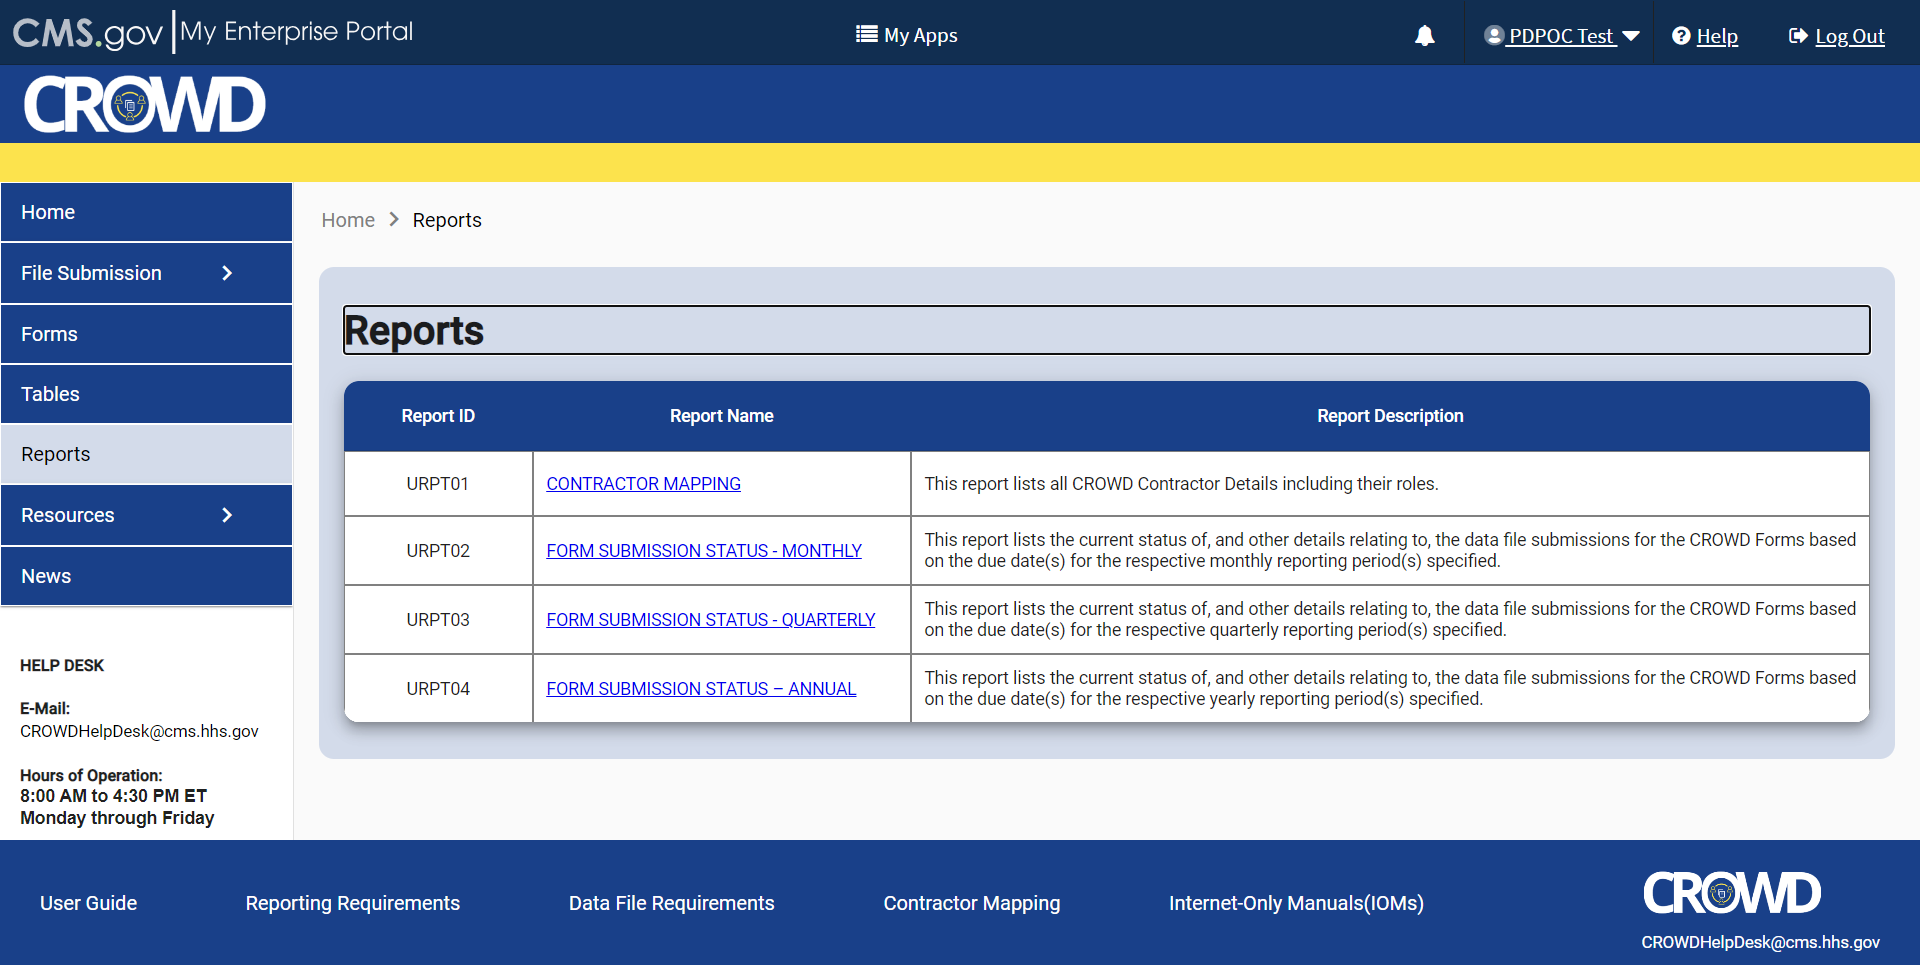 CMS.gov My Enterprise Portal
My Apps
PDPOC Test
Help
Log Out
CROWD
Home
File Submission
Forms
Tables
Reports
Resources
News
HELP DESK
E-Mail:
CROWDHelpDesk@cms.hhs.gov
Hours of Operation:
8:00 AM to 4:30 PM ET
Monday through Friday
Home Reports
Reports
Report ID Report Name Report Description
URPT01 CONTRACTOR MAPPING This report lists all CROWD Contractor Details including their roles.
URPT02 FORM SUBMISSION STATUS - MONTHLY This report lists the current status of, and other details relating to, the data file submissions for the CROWD Forms based
on the due date(s) for the respective monthly reporting period(s) specified.
URPT03 FORM SUBMISSION STATUS - QUARTERLY This report lists the current status of, and other details relating to, the data file submissions for the CROWD Forms based
on the due date(s) for the respective quarterly reporting period(s) specified.
URPT04 FORM SUBMISSION STATUS – ANNUAL This report lists the current status of, and other details relating to, the data file submissions for the CROWD Forms based
on the due date(s) for the respective yearly reporting period(s) specified.
User Guide
Reporting Requirements
Data File Requirements
Contractor Mapping
Internet-Only Manuals(IOMs)
CROWD
CROWDHelpDesk@cms.hhs.gov